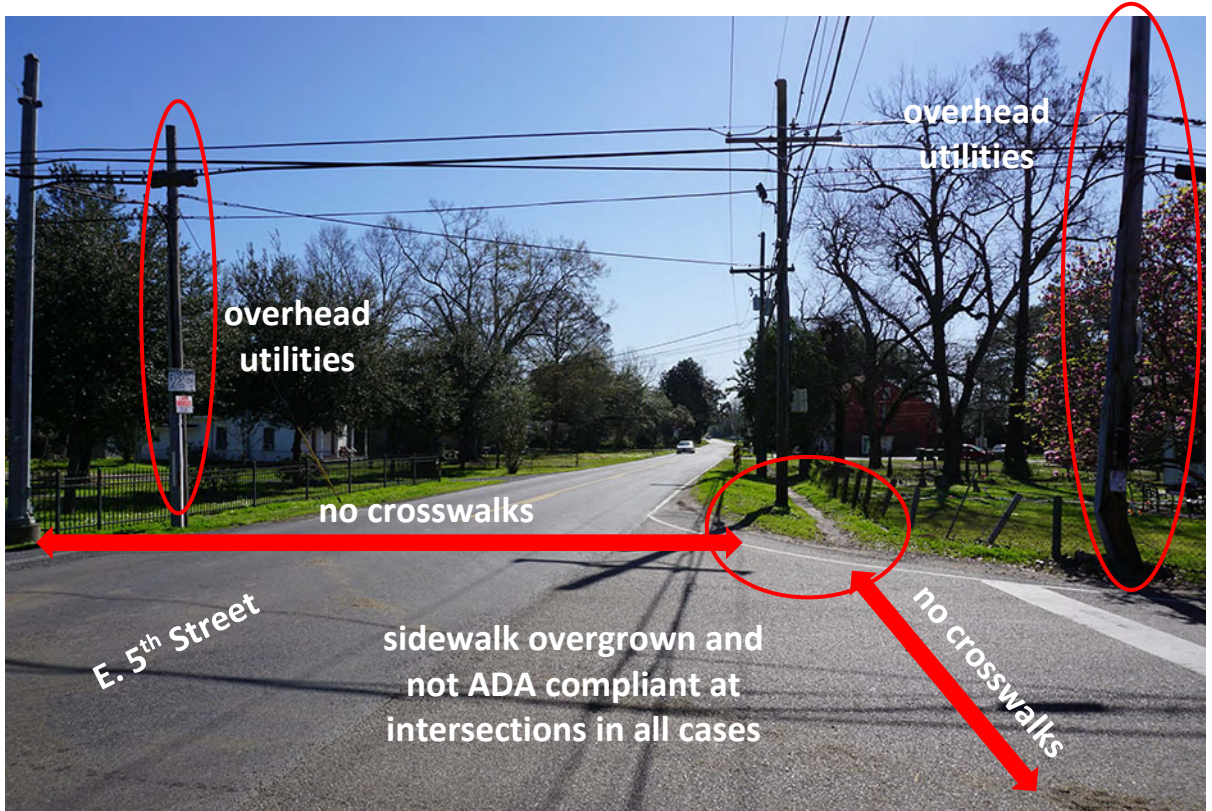 overhead
utilities
overhead
utilities
no crosswalks
E. 5th Street
no crosswalks
sidewalk overgrown and
not ADA compliant at
intersections in all cases